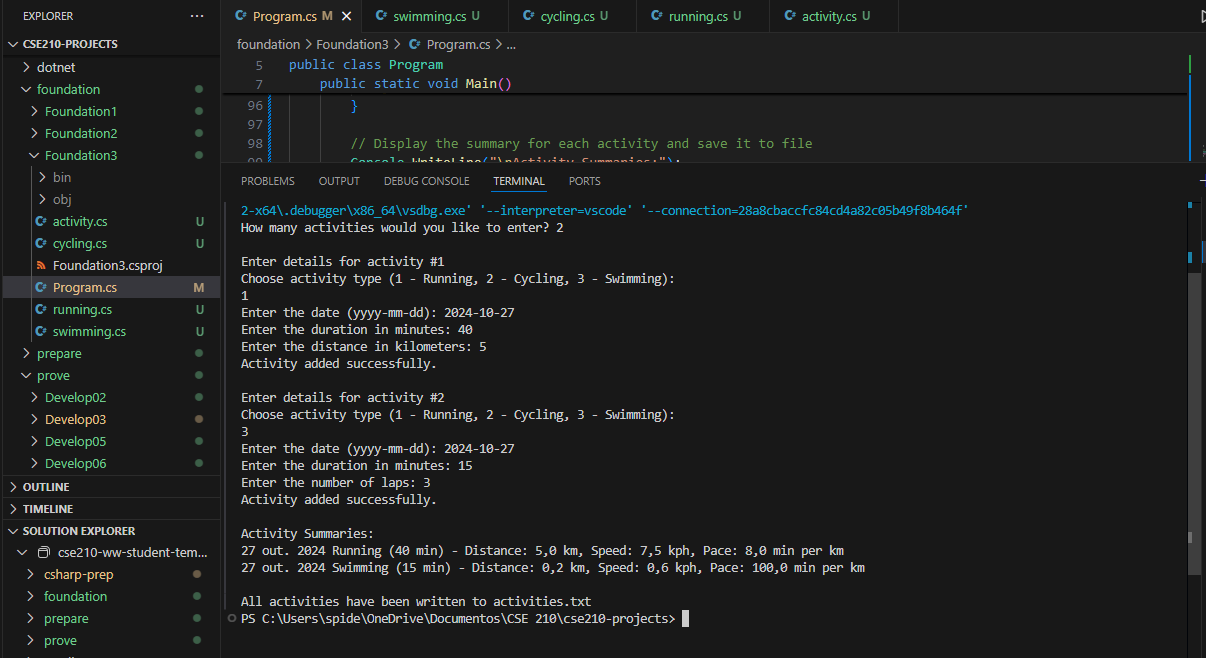 EXPLORER
CSE210-PROJECTS
dotnet
foundation
Foundation1
Foundation2
Foundation3
bin
obj
activity.cs U
cycling.cs U
Foundation3.csproj
Program.cs M
running.cs U
swimming.cs U
prepare
prove
Develop02
Develop03
Develop05
Develop06
OUTLINE
TIMELINE
SOLUTION EXPLORER
cse210-ww-student-tem...
csharp-prep
foundation
prepare
prove
Program.cs M swimming.cs U cycling.cs U running.cs U activity.cs U
foundation > Foundation3 > Program.cs > ...
5 public class Program
7 public static void Main()
96 }
97
98 // Display the summary for each activity and save it to file
99 Console.WriteLine("\nActivity Summaries:");
PROBLEMS OUTPUT DEBUG CONSOLE TERMINAL PORTS
2-x64\.debugger\x86_64\vsdbg.exe' '--interpreter=vscode' '--connection=28a8cbaccfc84cd4a82c05b49f8b464f'
How many activities would you like to enter? 2
Enter details for activity #1
Choose activity type (1 - Running, 2 - Cycling, 3 - Swimming):
1
Enter the date (yyyy-mm-dd): 2024-10-27
Enter the duration in minutes: 40
Enter the distance in kilometers: 5
Activity added successfully.
Enter details for activity #2
Choose activity type (1 - Running, 2 - Cycling, 3 - Swimming):
3
Enter the date (yyyy-mm-dd): 2024-10-27
Enter the duration in minutes: 15
Enter the number of laps: 3
Activity added successfully.
Activity Summaries:
27 out. 2024 Running (40 min) - Distance: 5,0 km, Speed: 7,5 kph, Pace: 8,0 min per km
27 out. 2024 Swimming (15 min) - Distance: 0,2 km, Speed: 0,6 kph, Pace: 100,0 min per km
All activities have been written to activities.txt
PS C:\Users\spide\OneDrive\Documentos\CSE 210\cse210-projects>